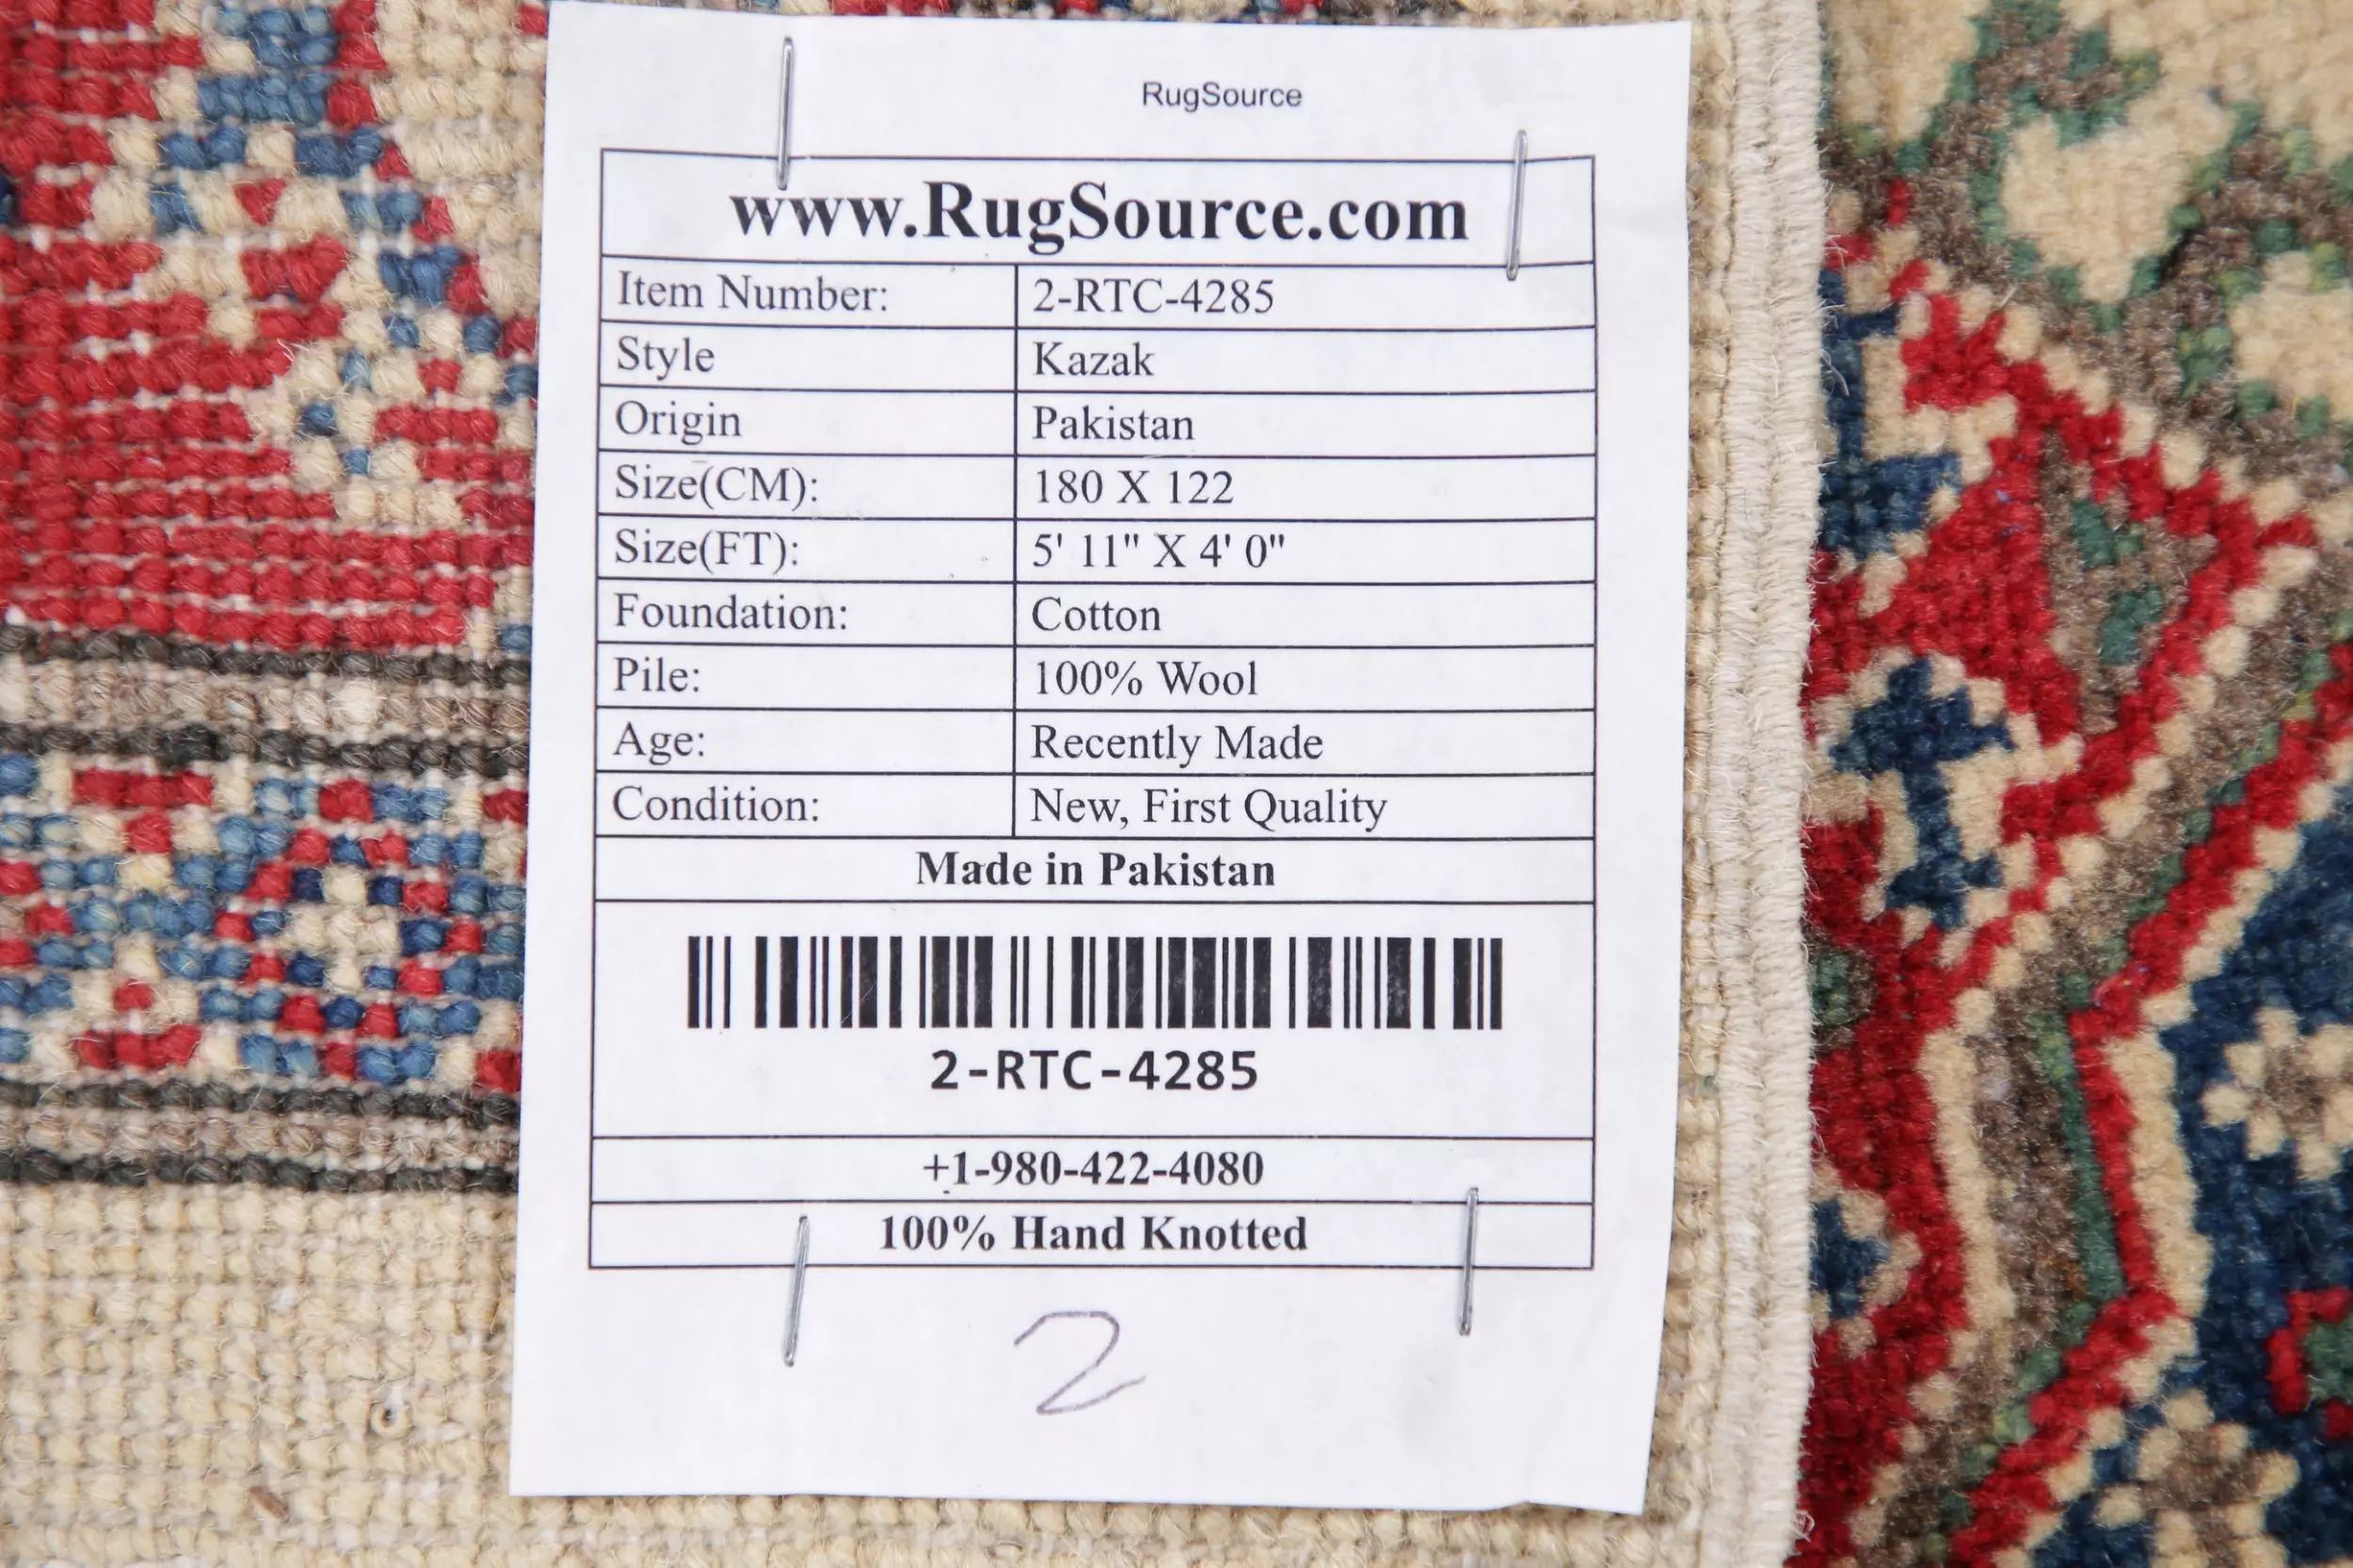 RugSource
www.RugSource.com
Item Number: 2-RTC-4285
Style Kazak
Origin Pakistan
Size(CM): 180 X 122
Size(FT): 5' 11" X 4' 0"
Foundation: Cotton
Pile: 100% Wool
Age: Recently Made
Condition: New, First Quality
Made in Pakistan
2-RTC-4285
+1-980-422-4080
100% Hand Knotted
2